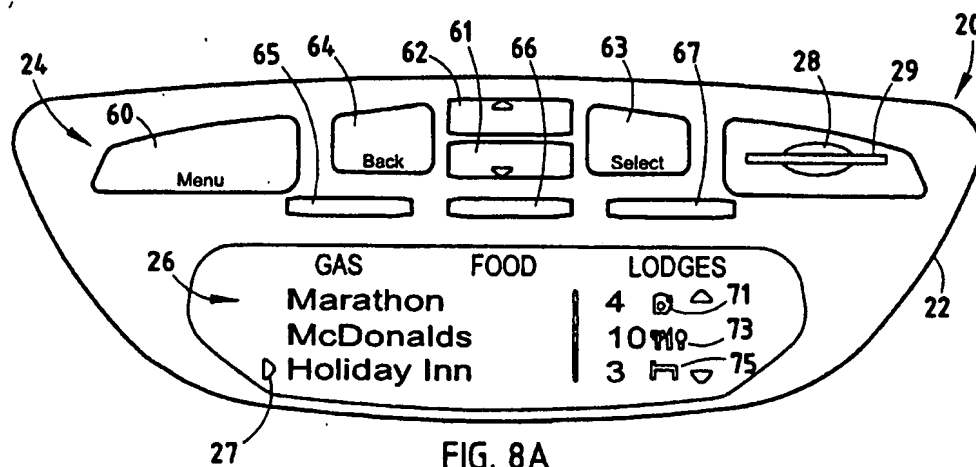 62 61 66 63 67 20
24 65 64 28 29
60
Menu Back Select
26 GAS FOOD LODGES
Marathon 4 71 22
McDonalds 10 73
Holiday Inn 3 75
27
FIG. 8A